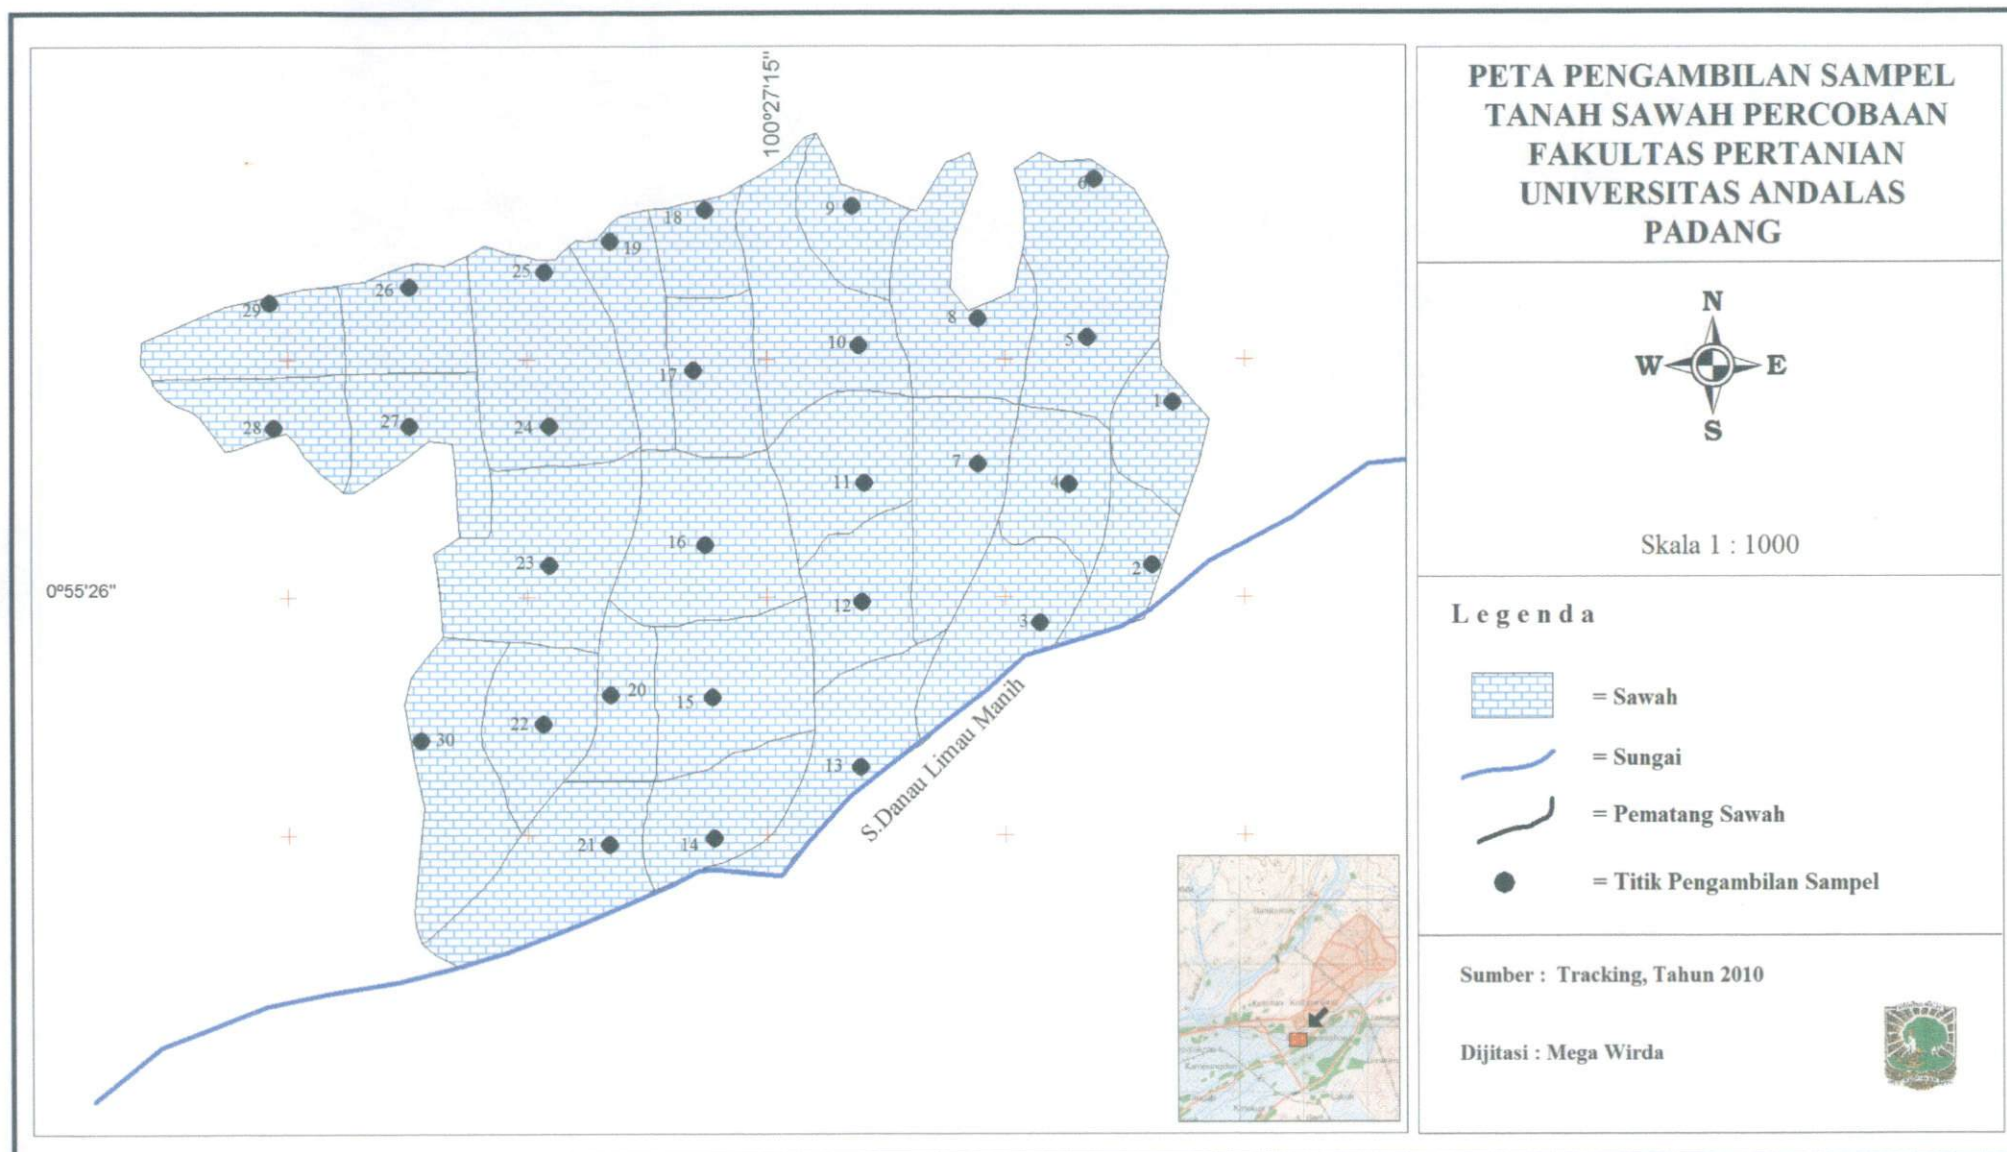 100°27'15"
0°55'26"
6
9
18
19
25
26
29
8
5
10
17
1
28
27
24
7
4
11
16
23
2
12
3
20
15
22
30
13
21
14
S.Danau Limau Manih
PETA PENGAMBILAN SAMPEL
TANAH SAWAH PERCOBAAN
FAKULTAS PERTANIAN
UNIVERSITAS ANDALAS
PADANG
N
W E
S
Skala 1 : 1000
Legenda
= Sawah
= Sungai
= Pematang Sawah
= Titik Pengambilan Sampel
Sumber : Tracking, Tahun 2010
Dijitasi : Mega Wirda